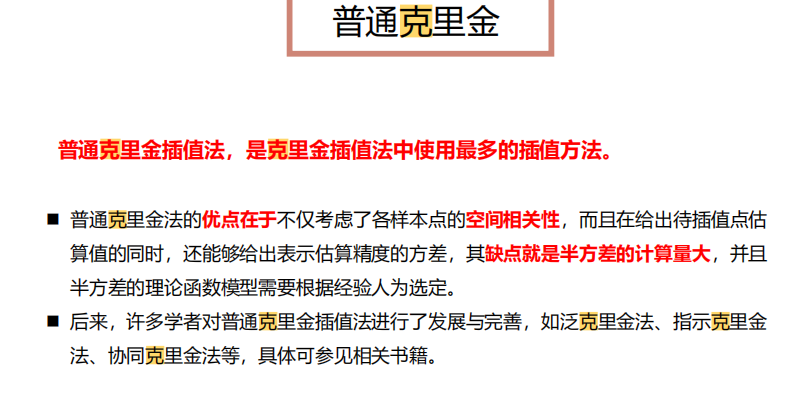 普通克里金
普通克里金插值法，是克里金插值法中使用最多的插值方法。
■ 普通克里金法的优点在于不仅考虑了各样本点的空间相关性，而且在给出待插值点估
算值的同时，还能够给出表示估算精度的方差，其缺点就是半方差的计算量大，并且
半方差的理论函数模型需要根据经验人为选定。
■ 后来，许多学者对普通克里金插值法进行了发展与完善，如泛克里金法、指示克里金
法、协同克里金法等，具体可参见相关书籍。